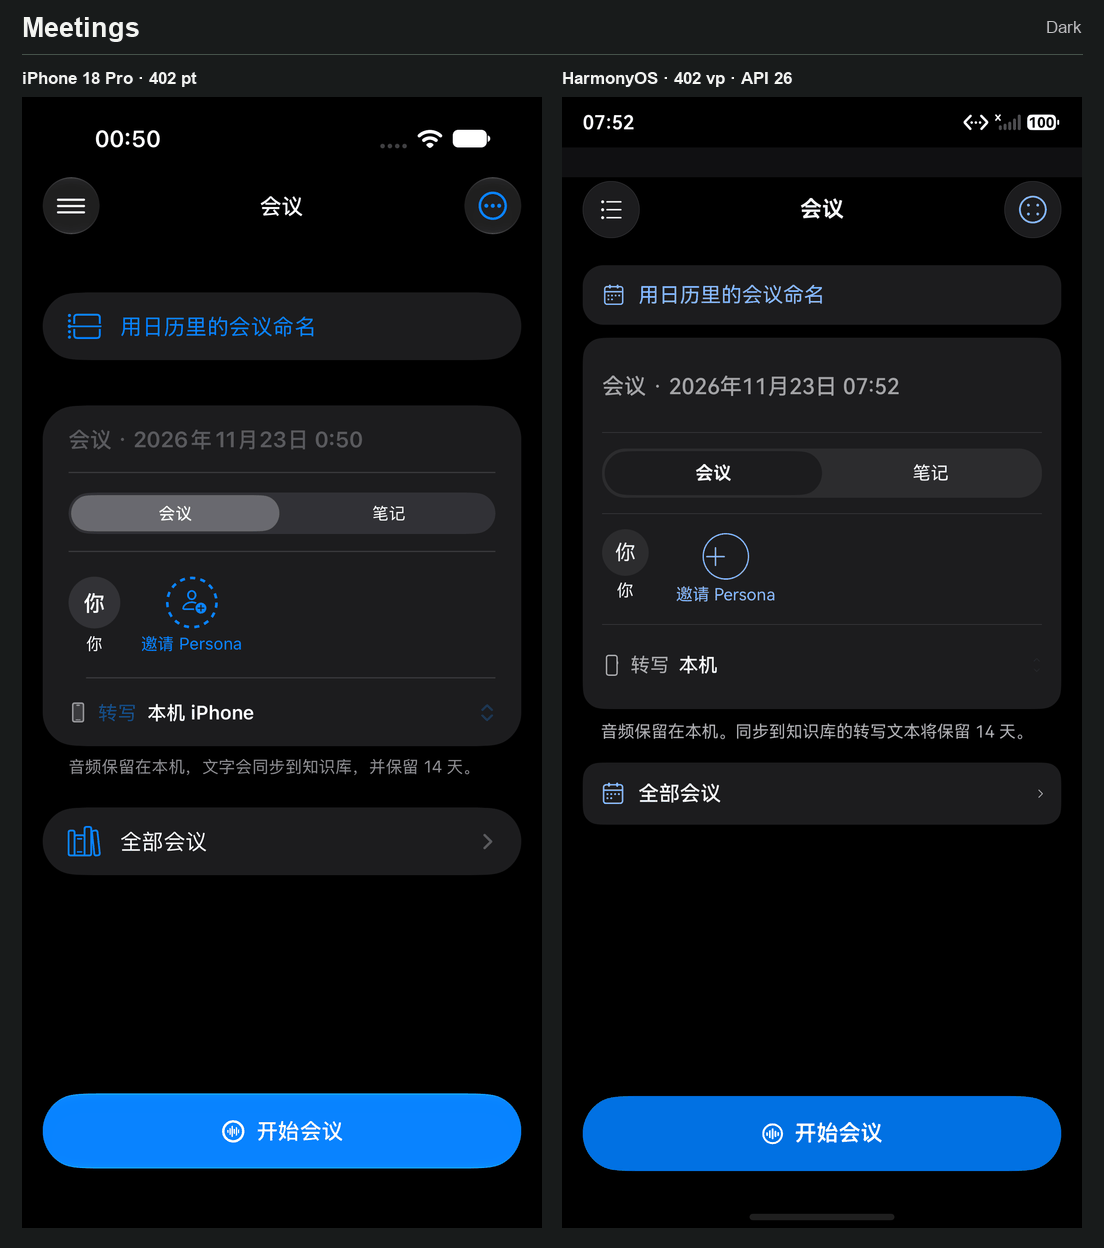 Meetings
Dark
iPhone 18 Pro · 402 pt
00:50
会议
用日历里的会议命名
会议 · 2026年11月23日 0:50
会议
笔记
你
你
邀请 Persona
转写 本机 iPhone
音频保留在本机，文字会同步到知识库，并保留 14 天。
全部会议
开始会议
HarmonyOS · 402 vp · API 26
07:52
100
会议
用日历里的会议命名
会议 · 2026年11月23日 07:52
会议
笔记
你
你
邀请 Persona
转写 本机
音频保留在本机。同步到知识库的转写文本将保留 14 天。
全部会议
开始会议